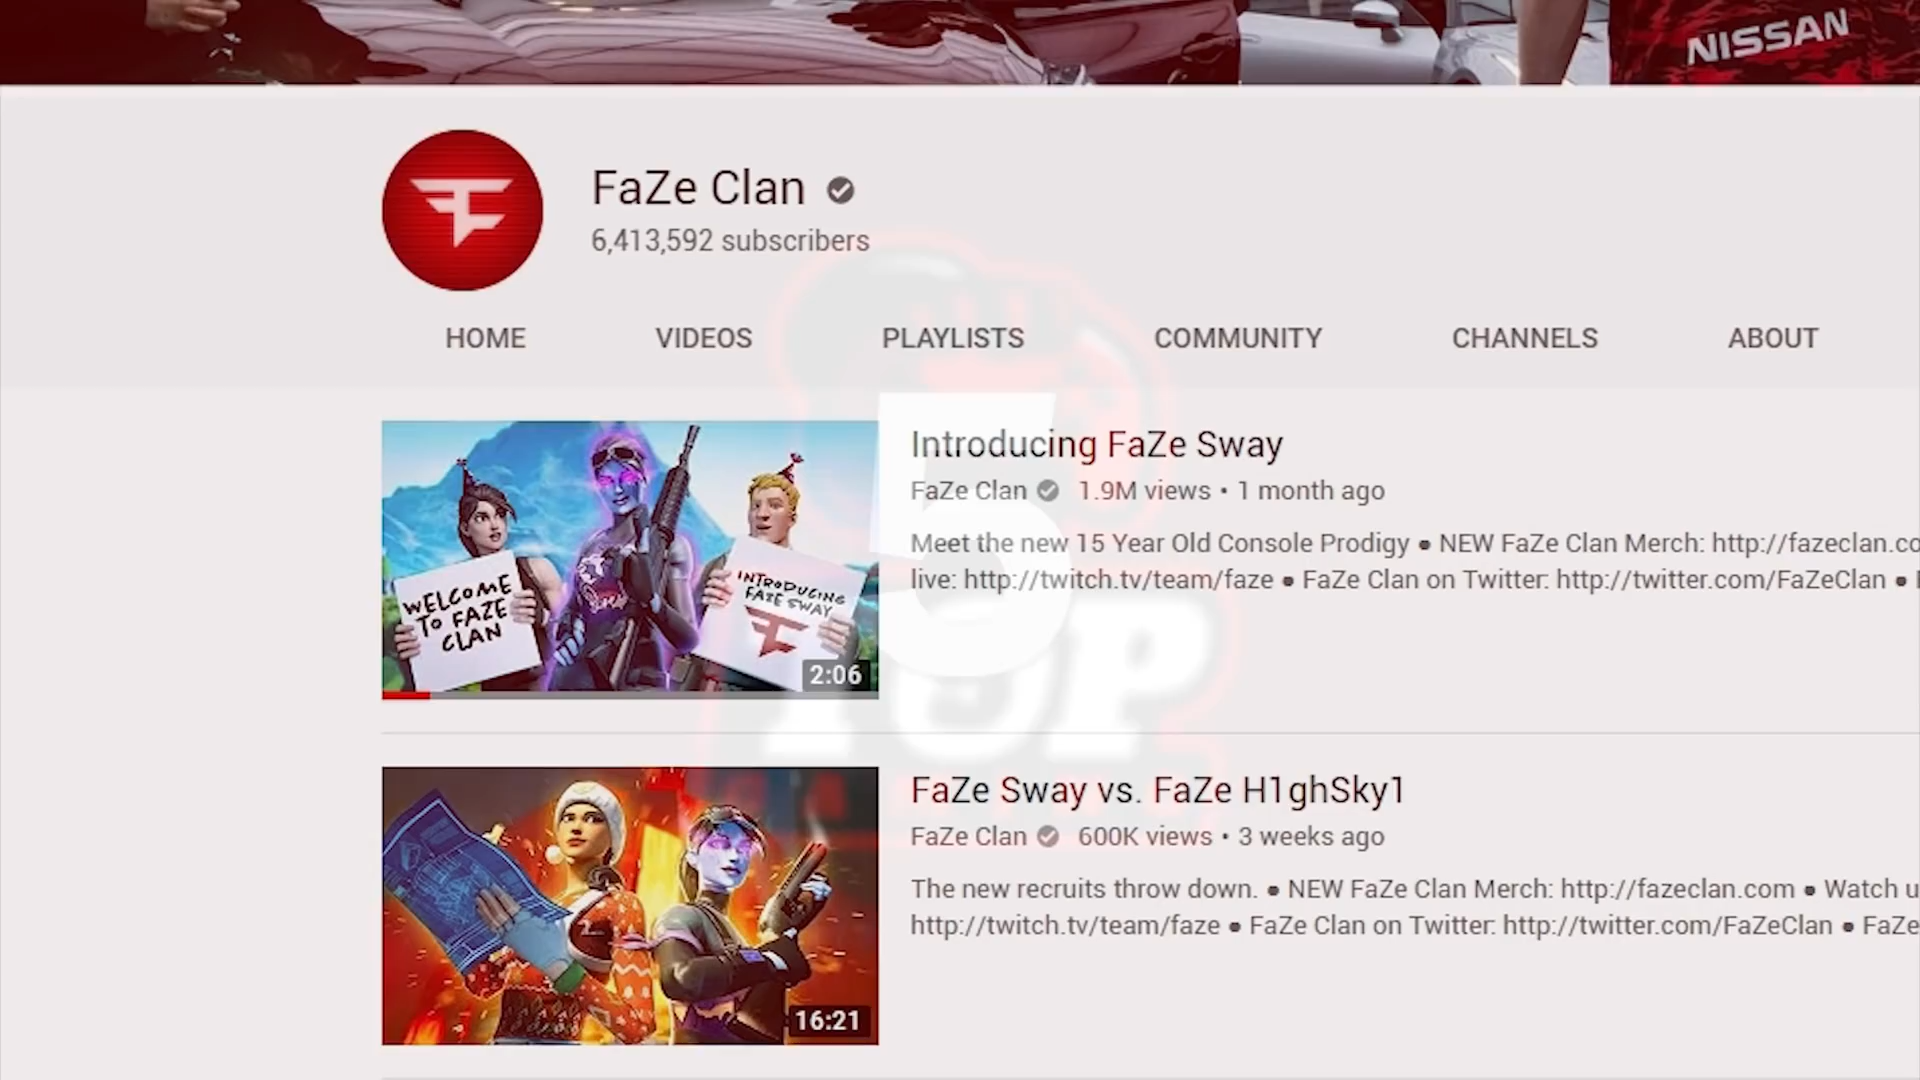 NISSAN
FaZe Clan
6,413,592 subscribers
HOME VIDEOS PLAYLISTS COMMUNITY CHANNELS ABOUT
WELCOME
TO FAZE
CLAN
INTRODUCING
FAZE SWAY
2:06
Introducing FaZe Sway
FaZe Clan 1.9M views • 1 month ago
Meet the new 15 Year Old Console Prodigy ● NEW FaZe Clan Merch: http://fazeclan.co
live: http://twitch.tv/team/faze ● FaZe Clan on Twitter: http://twitter.com/FaZeClan ●
5
TOP
16:21
FaZe Sway vs. FaZe H1ghSky1
FaZe Clan 600K views • 3 weeks ago
The new recruits throw down. ● NEW FaZe Clan Merch: http://fazeclan.com ● Watch u
http://twitch.tv/team/faze ● FaZe Clan on Twitter: http://twitter.com/FaZeClan ● FaZe